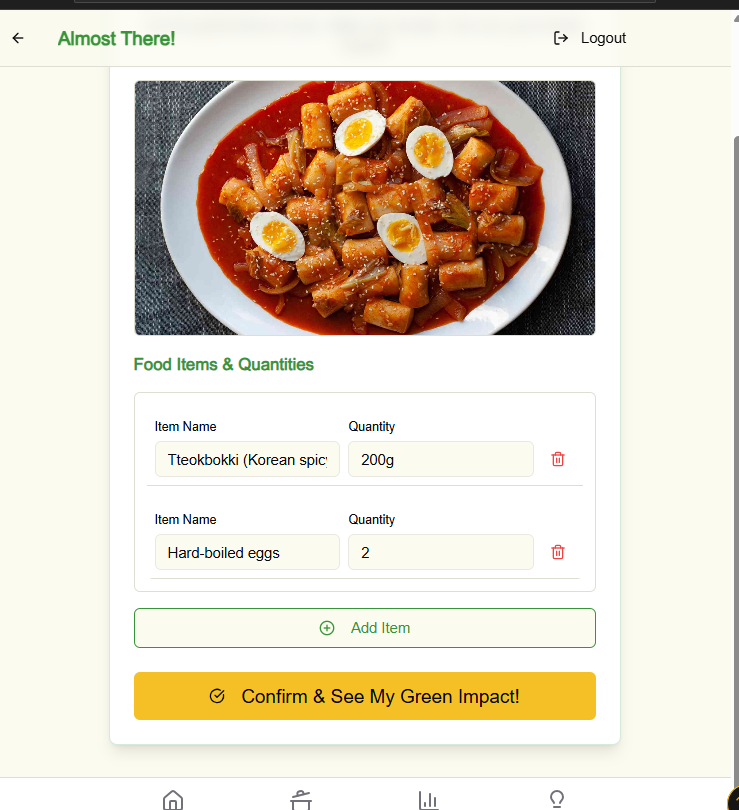 Almost There!
Logout
Food Items & Quantities
Item Name Quantity
Tteokbokki (Korean spicy 200g
Item Name Quantity
Hard-boiled eggs 2
Add Item
Confirm & See My Green Impact!